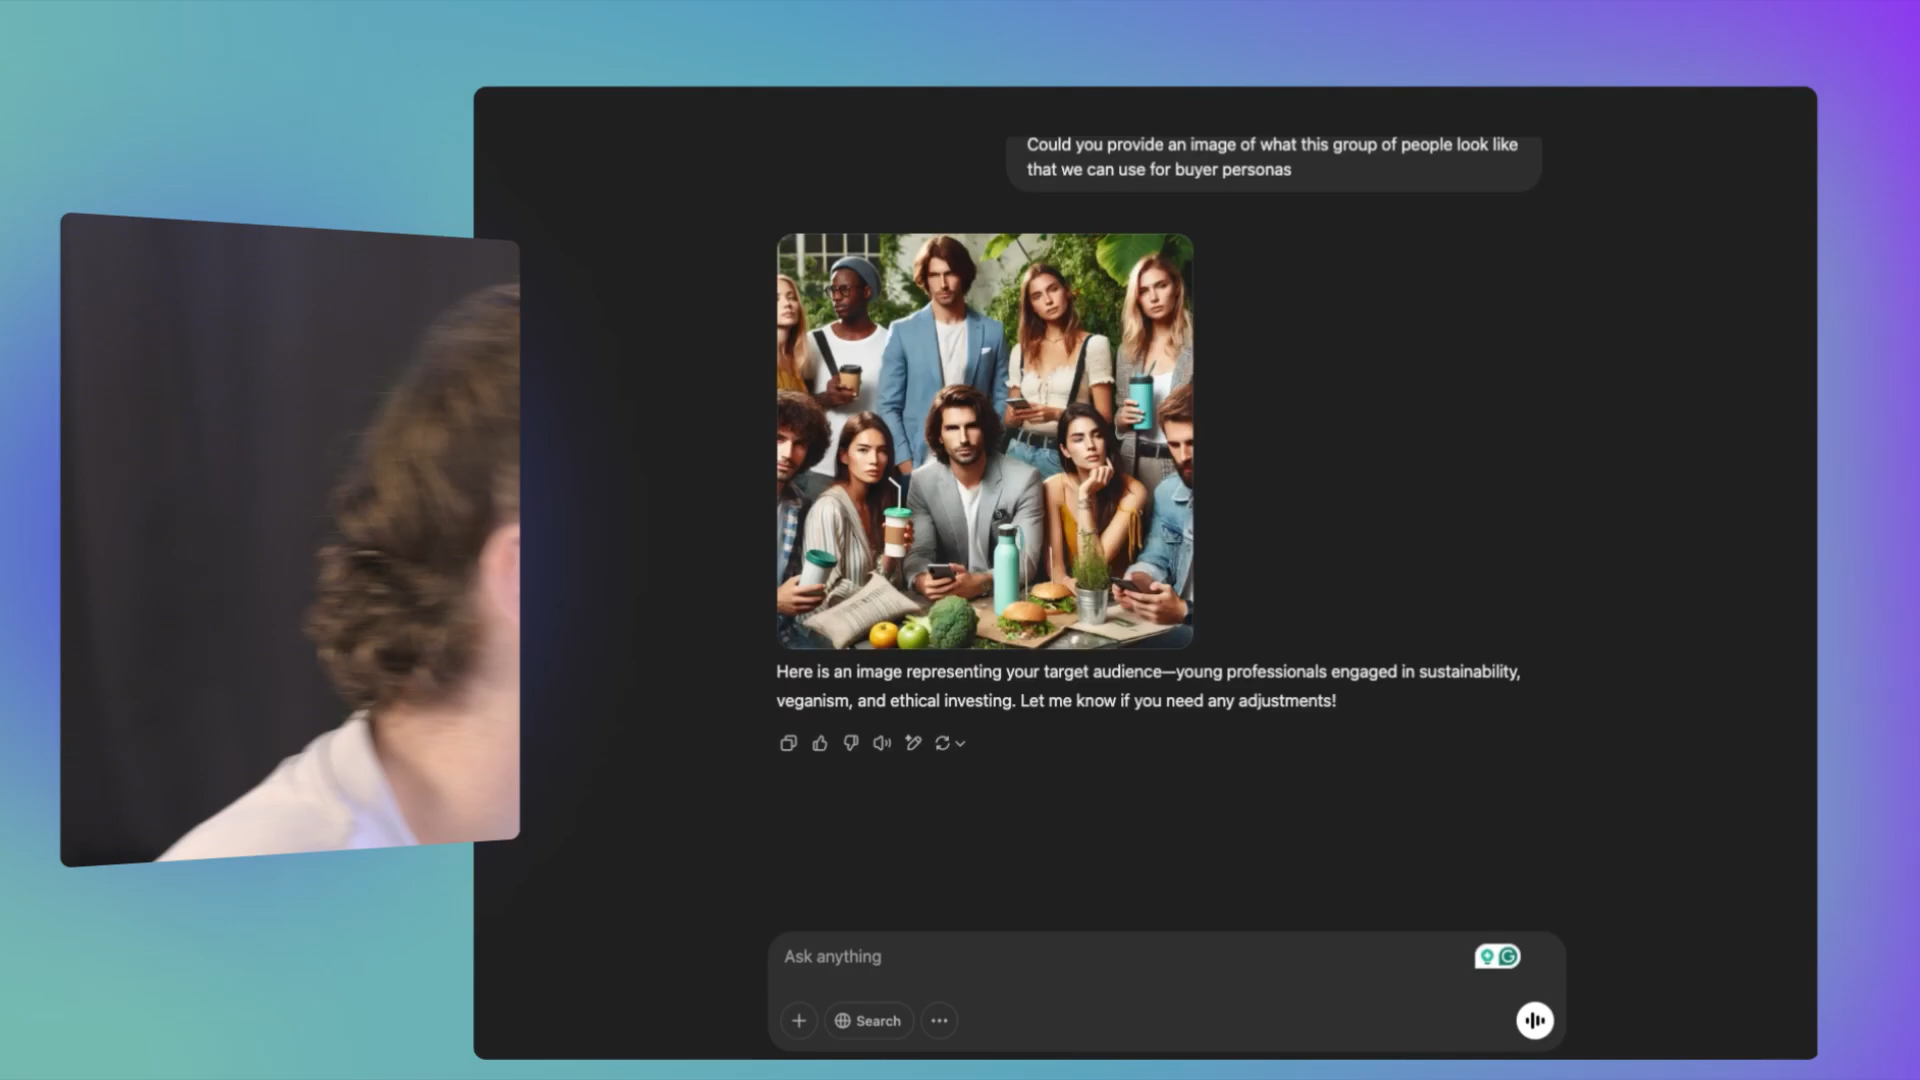 Could you provide an image of what this group of people look like
that we can use for buyer personas
Here is an image representing your target audience—young professionals engaged in sustainability,
veganism, and ethical investing. Let me know if you need any adjustments!
Ask anything
Search